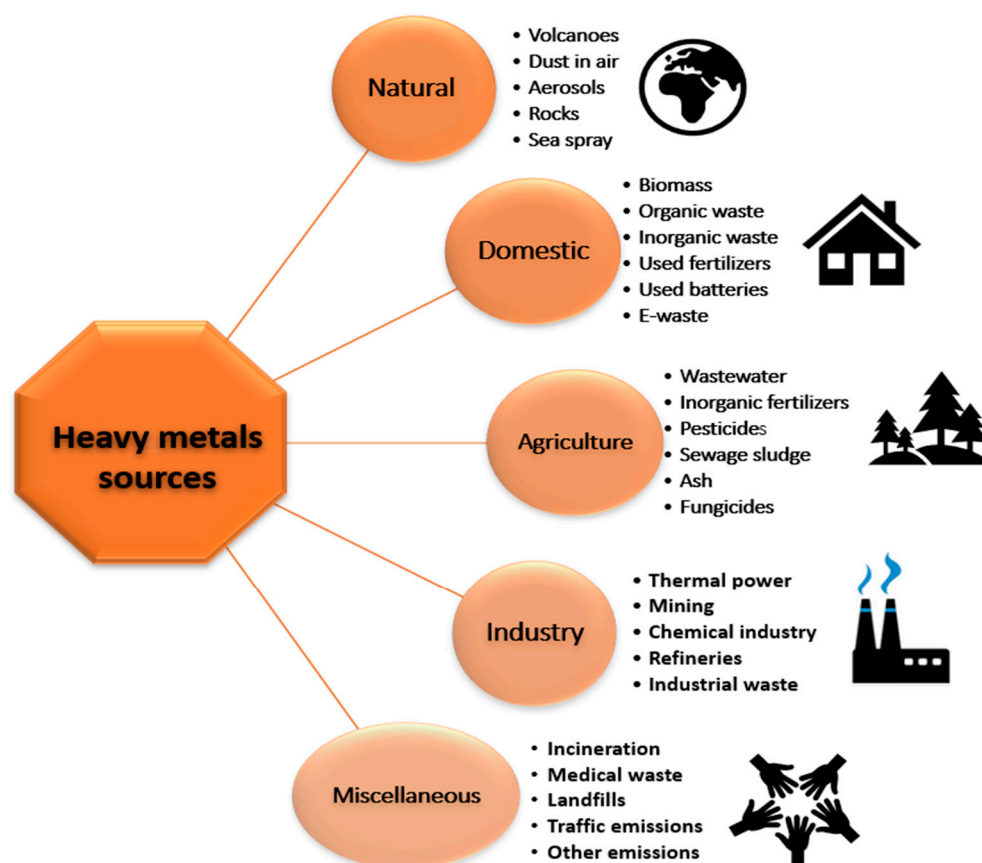 Natural
• Volcanoes
• Dust in air
• Aerosols
• Rocks
• Sea spray
Domestic
• Biomass
• Organic waste
• Inorganic waste
• Used fertilizers
• Used batteries
• E-waste
Heavy metals
sources
Agriculture
• Wastewater
• Inorganic fertilizers
• Pesticides
• Sewage sludge
• Ash
• Fungicides
Industry
• Thermal power
• Mining
• Chemical industry
• Refineries
• Industrial waste
Miscellaneous
• Incineration
• Medical waste
• Landfills
• Traffic emissions
• Other emissions